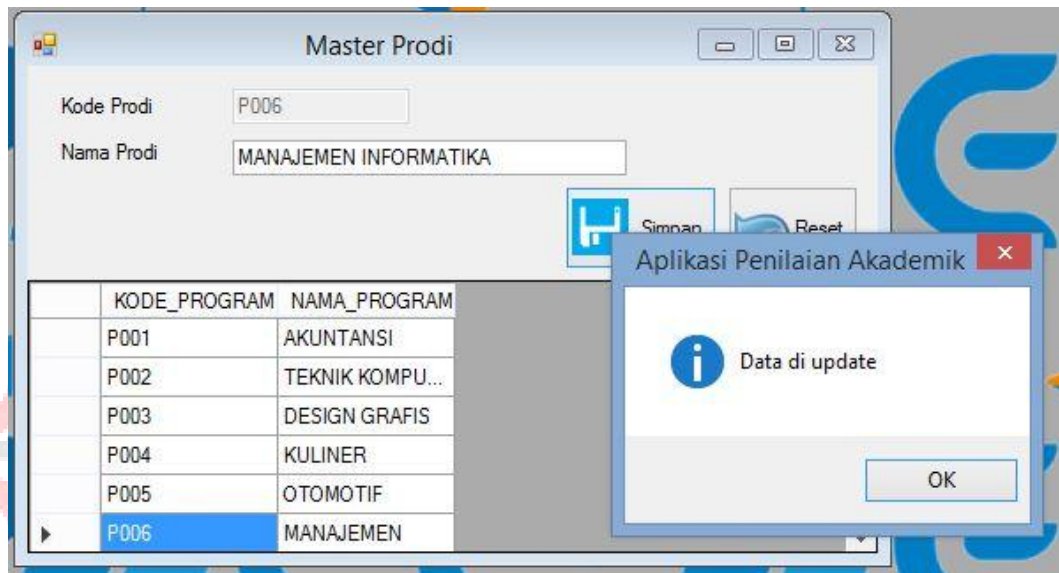 Master Prodi
Kode Prodi P006
Nama Prodi MANAJEMEN INFORMATIKA
Simpan Reset
Aplikasi Penilaian Akademik
Data di update
OK
KODE_PROGRAM NAMA_PROGRAM
P001 AKUNTANSI
P002 TEKNIK KOMPU...
P003 DESIGN GRAFIS
P004 KULINER
P005 OTOMOTIF
P006 MANAJEMEN